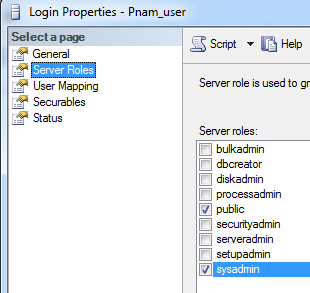 Login Properties - Pnam_user
Select a page
General
Server Roles
User Mapping
Securables
Status
Script
Help
Server role is used to gr
Server roles:
bulkadmin
dbcreator
diskadmin
processadmin
public
securityadmin
serveradmin
setupadmin
sysadmin